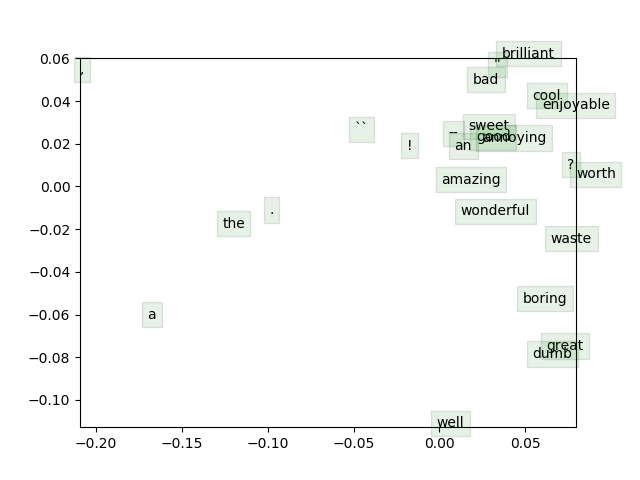 brilliant
''
,
bad
cool
enjoyable
``
sweet
--
good
annoying
!
an
?
worth
amazing
wonderful
.
the
waste
boring
a
great
dumb
well
0.06
0.04
0.02
0.00
−0.02
−0.04
−0.06
−0.08
−0.10
−0.20 −0.15 −0.10 −0.05 0.00 0.05